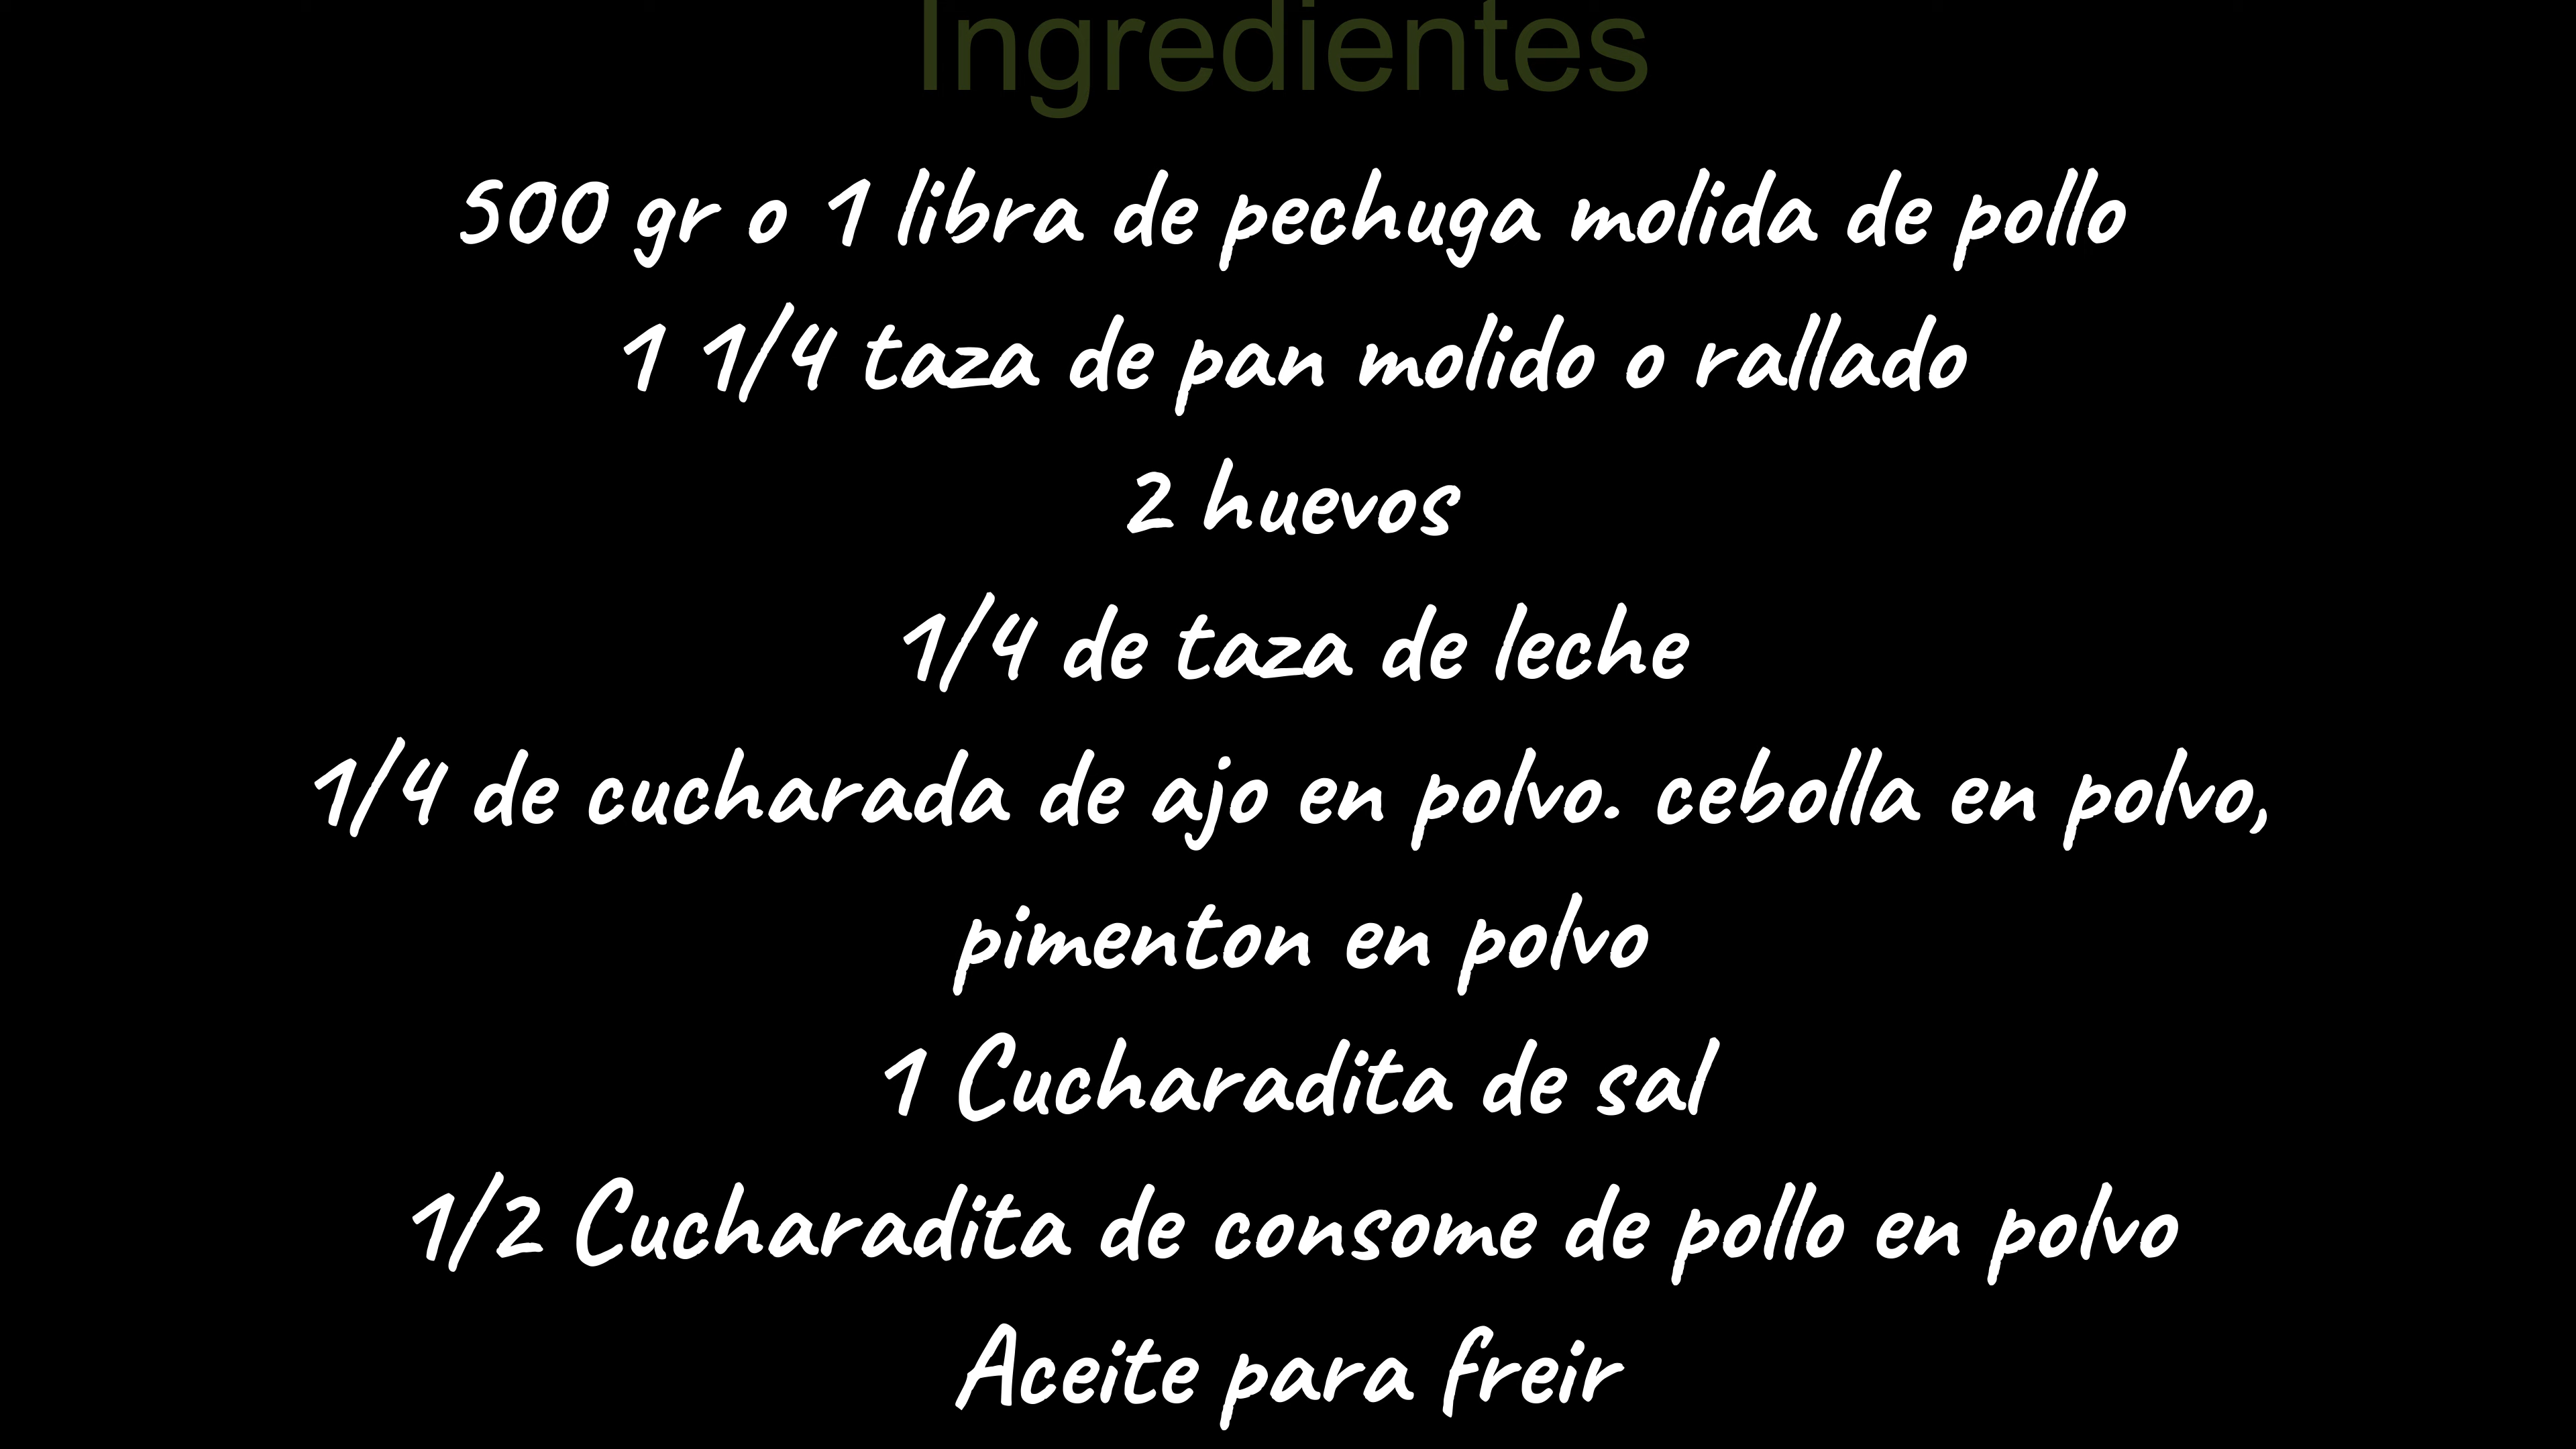 Ingredientes
500 gr o 1 libra de pechuga molida de pollo
1 1/4 taza de pan molido o rallado
2 huevos
1/4 de taza de leche
1/4 de cucharada de ajo en polvo. cebolla en polvo,
pimenton en polvo
1 Cucharadita de sal
1/2 Cucharadita de consome de pollo en polvo
Aceite para freir